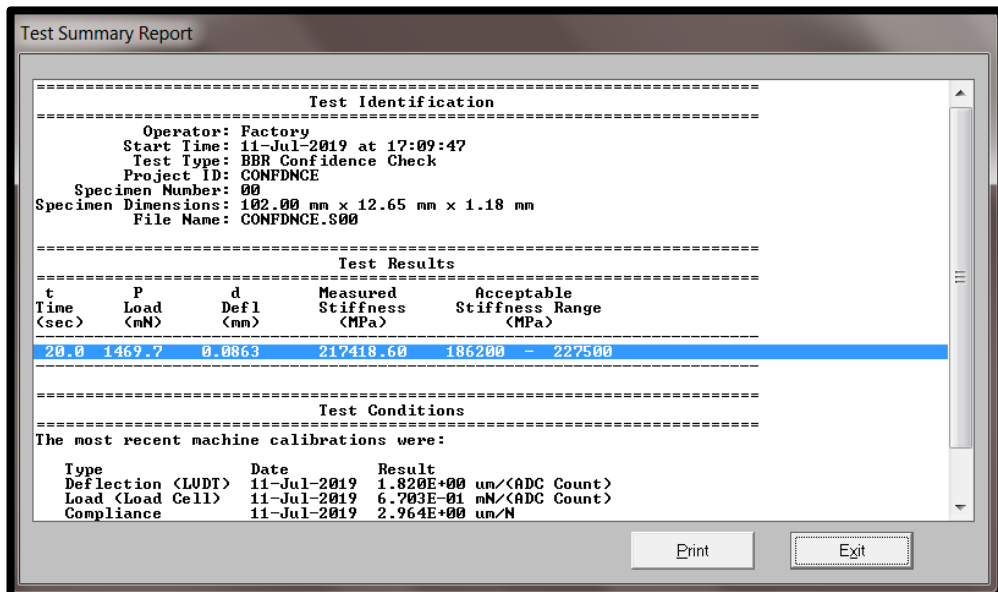 Test Summary Report
===========================================================================
Test Identification
===========================================================================
Operator: Factory
Start Time: 11-Jul-2019 at 17:09:47
Test Type: BBR Confidence Check
Project ID: CONFDNCE
Specimen Number: 00
Specimen Dimensions: 102.00 mm x 12.65 mm x 1.18 mm
File Name: CONFDNCE.S00
===========================================================================
Test Results
===========================================================================
t P d Measured Acceptable
Time Load Defl Stiffness Stiffness Range
(sec) (mN) (mm) (MPa) (MPa)
---------------------------------------------------------------------------
20.0 1469.7 0.0863 217418.60 186200 - 227500
---------------------------------------------------------------------------
===========================================================================
Test Conditions
===========================================================================
The most recent machine calibrations were:
Type Date Result
Deflection (LVDT) 11-Jul-2019 1.820E+00 um/(ADC Count)
Load (Load Cell) 11-Jul-2019 6.703E-01 mN/(ADC Count)
Compliance 11-Jul-2019 2.964E+00 um/N
Print Exit